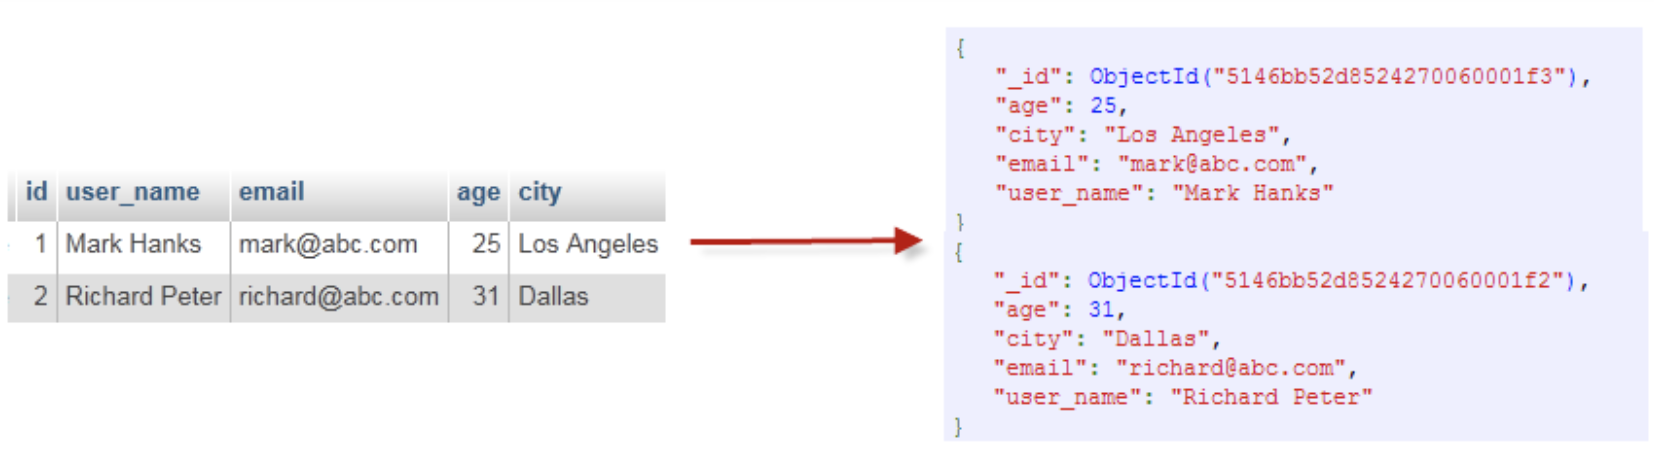 id user_name email age city
1 Mark Hanks mark@abc.com 25 Los Angeles
2 Richard Peter richard@abc.com 31 Dallas
{
"_id": ObjectId("5146bb52d8524270060001f3"),
"age": 25,
"city": "Los Angeles",
"email": "mark@abc.com",
"user_name": "Mark Hanks"
}
{
"_id": ObjectId("5146bb52d8524270060001f2"),
"age": 31,
"city": "Dallas",
"email": "richard@abc.com",
"user_name": "Richard Peter"
}